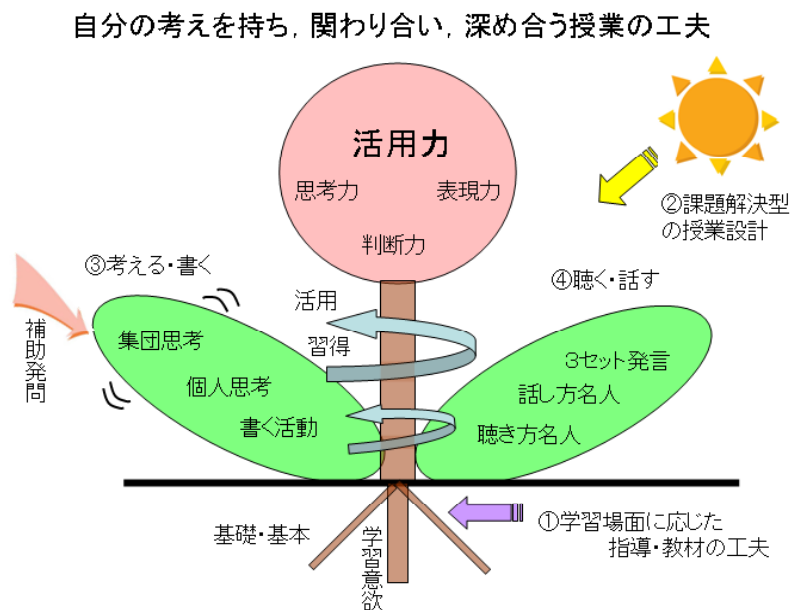 自分の考えを持ち，関わり合い，深め合う授業の工夫
活用力
思考力
表現力
判断力
②課題解決型
の授業設計
③考える・書く
④聴く・話す
補助発問
集団思考
個人思考
書く活動
活用
習得
３セット発言
話し方名人
聴き方名人
基礎・基本
学習意欲
①学習場面に応じた
指導・教材の工夫